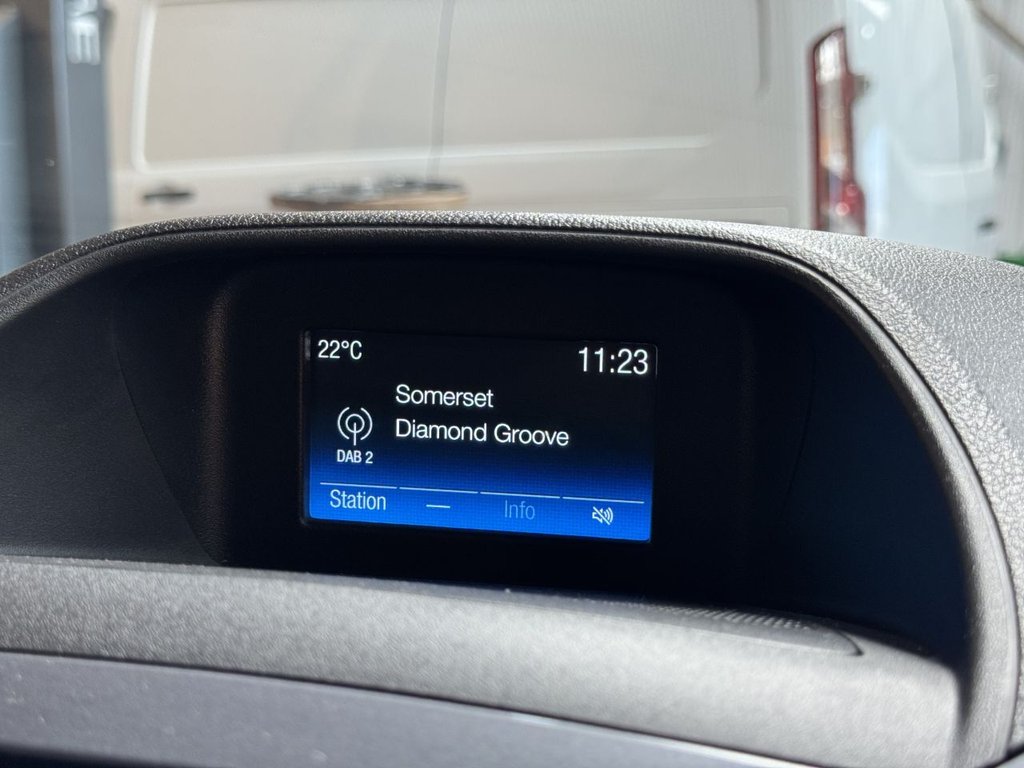 22°C
11:23
Somerset
Diamond Groove
DAB 2
Station
Info